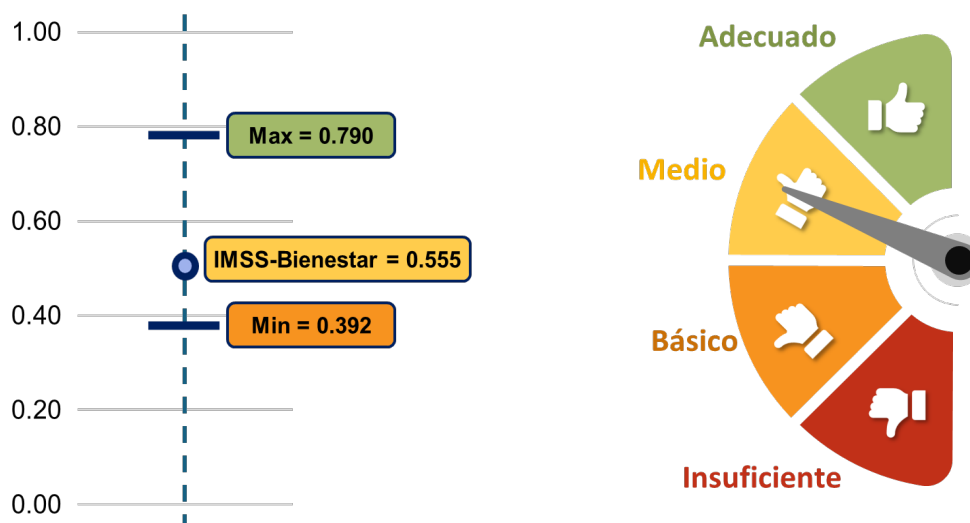 1.00
0.80
0.60
0.40
0.20
0.00
Max = 0.790
IMSS-Bienestar = 0.555
Min = 0.392
Adecuado
Medio
Básico
Insuficiente